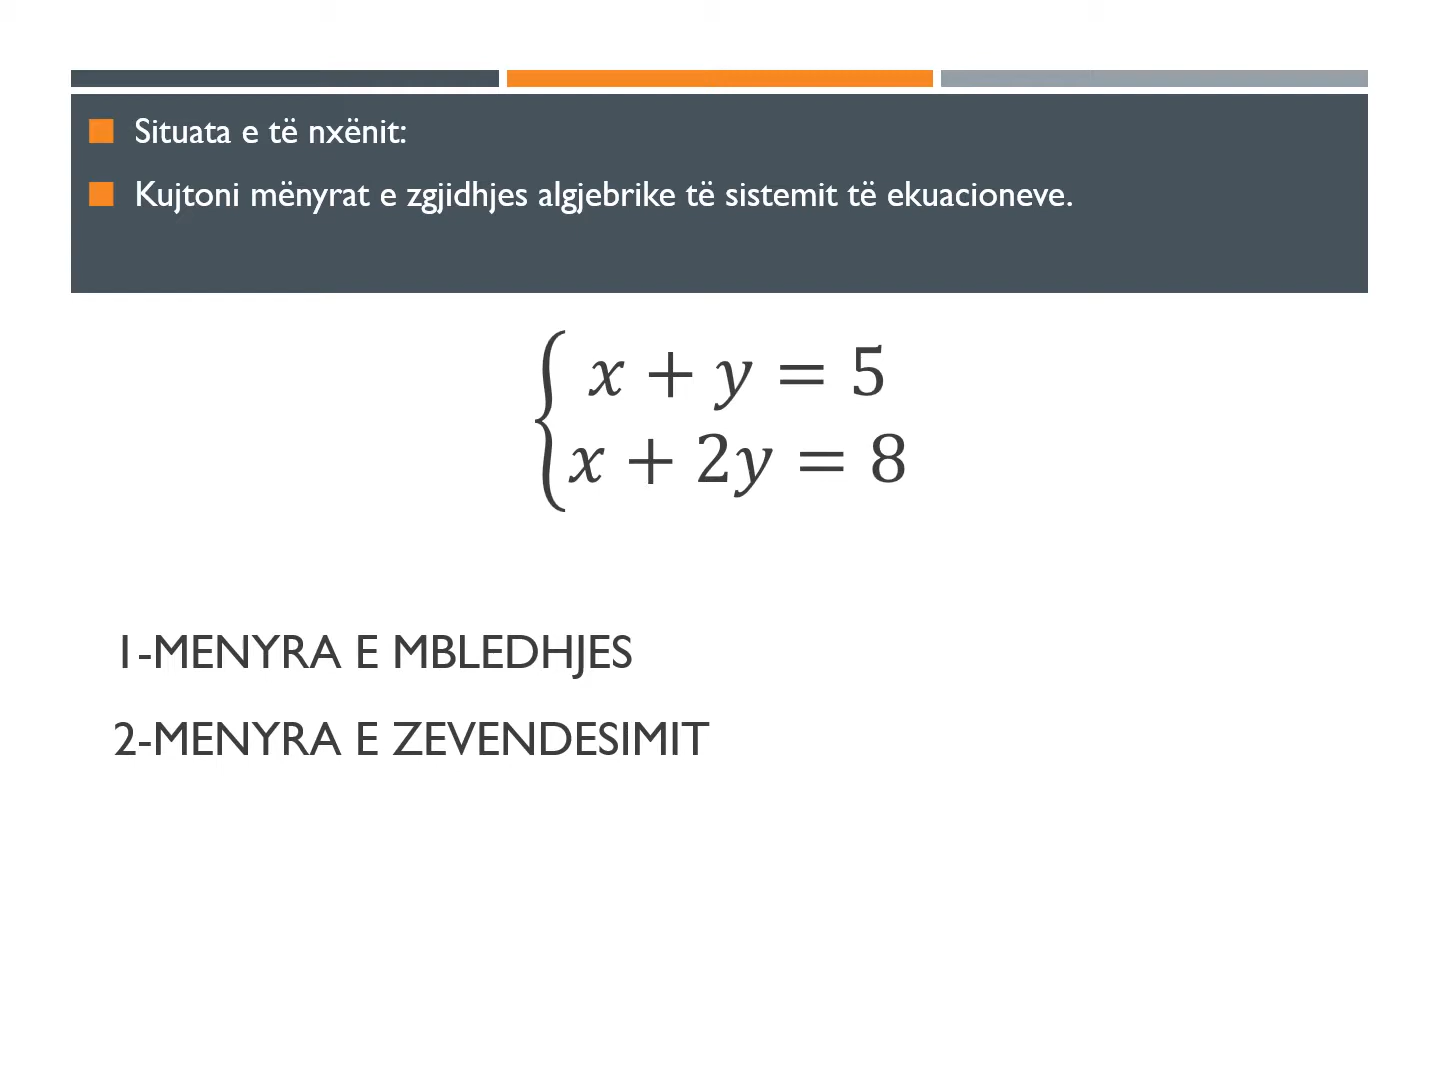 Situata e të nxënit:
Kujtoni mënyrat e zgjidhjes algjebrike të sistemit të ekuacioneve.
x + y = 5
x + 2y = 8
1-MENYRA E MBLEDHJES
2-MENYRA E ZEVENDESIMIT